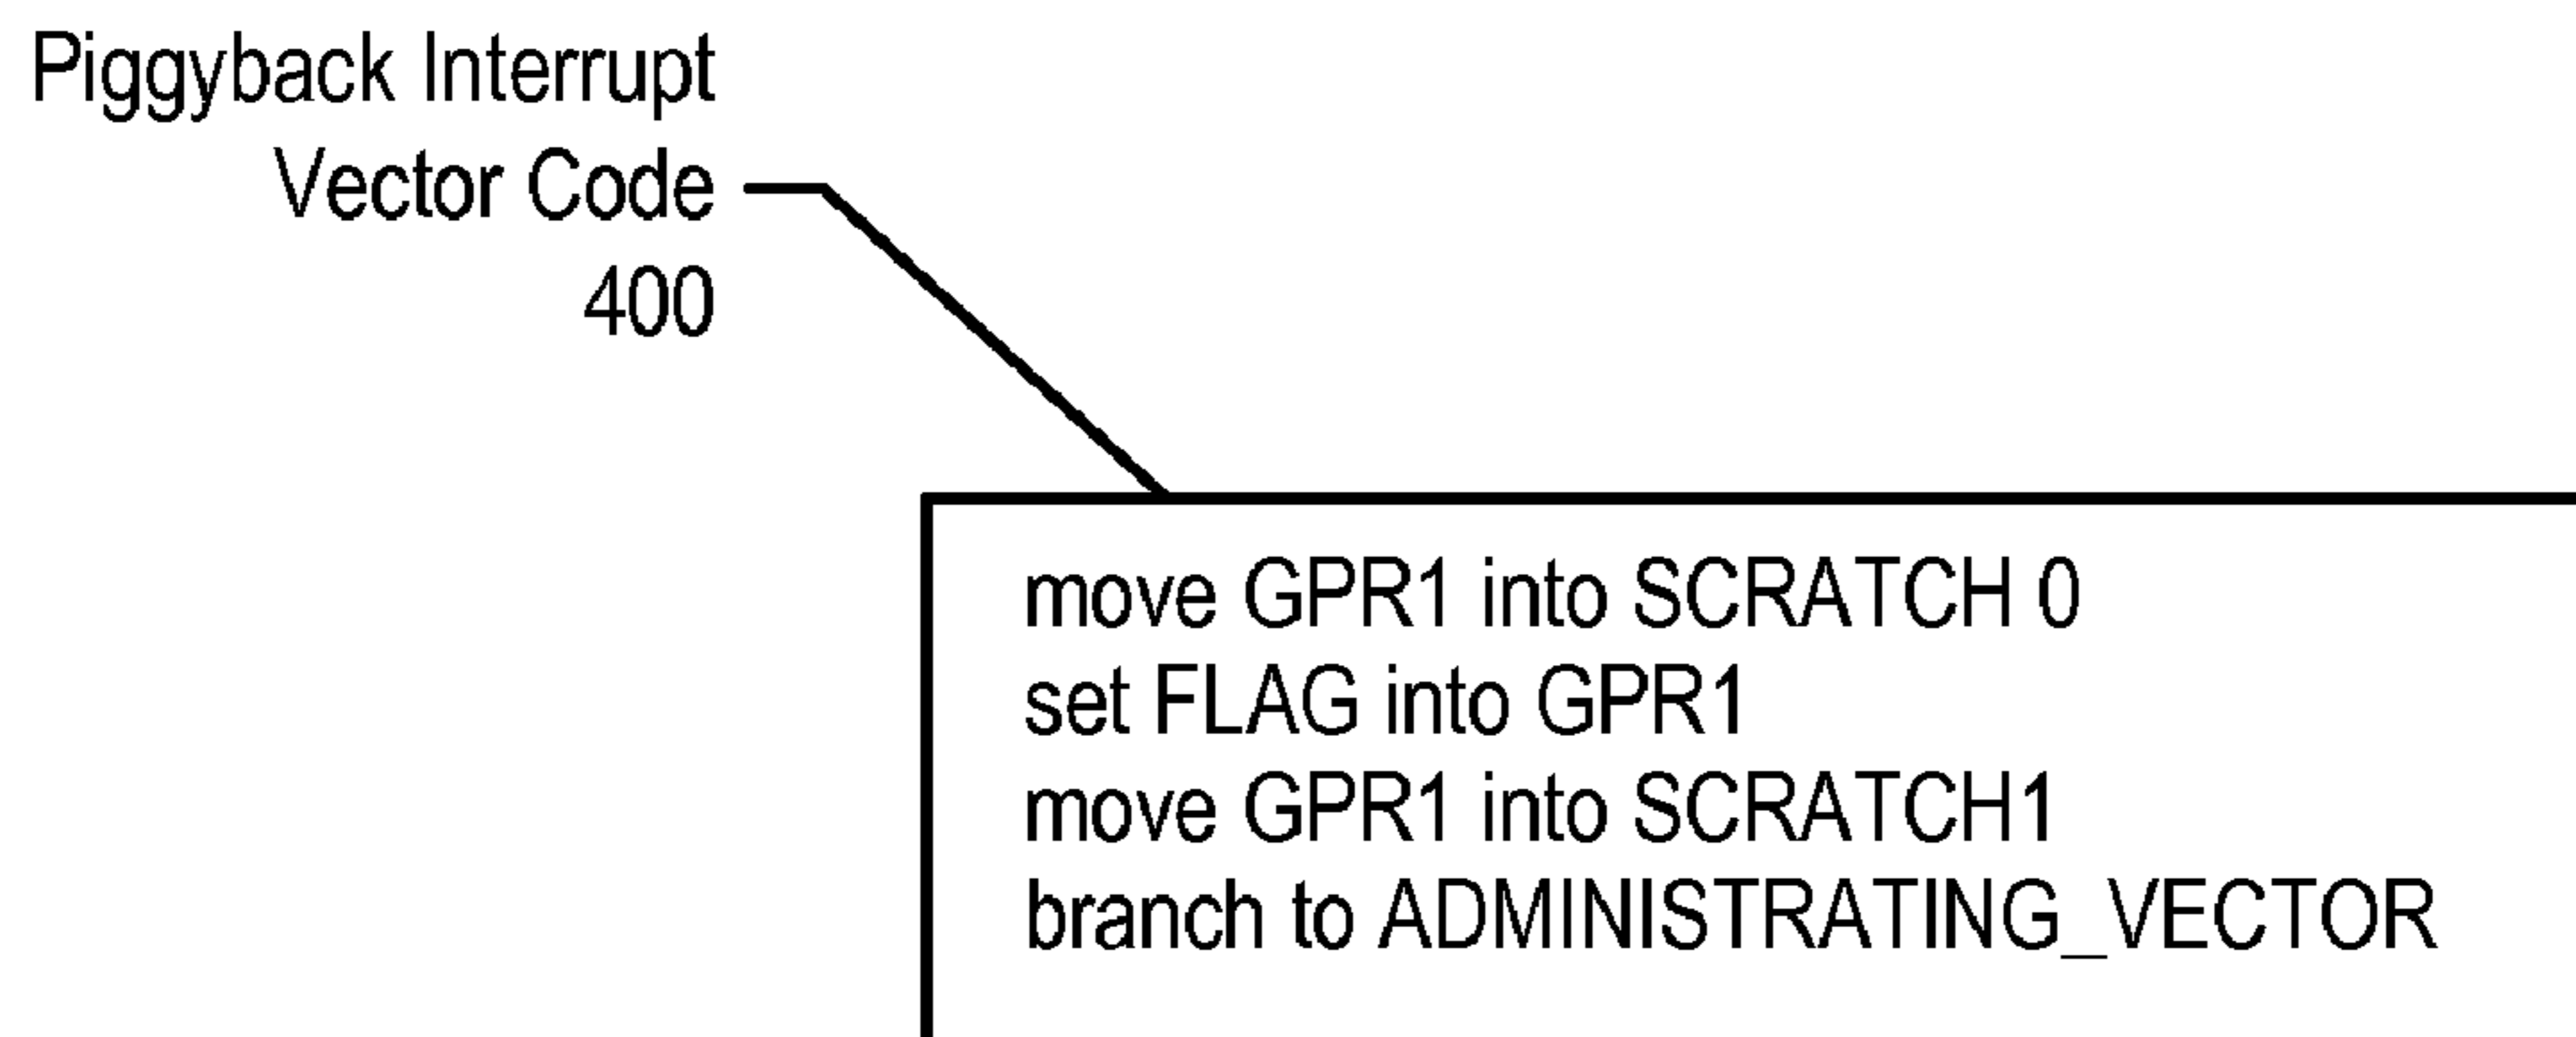 Piggyback Interrupt
Vector Code
400
move GPR1 into SCRATCH 0
set FLAG into GPR1
move GPR1 into SCRATCH1
branch to ADMINISTRATING_VECTOR